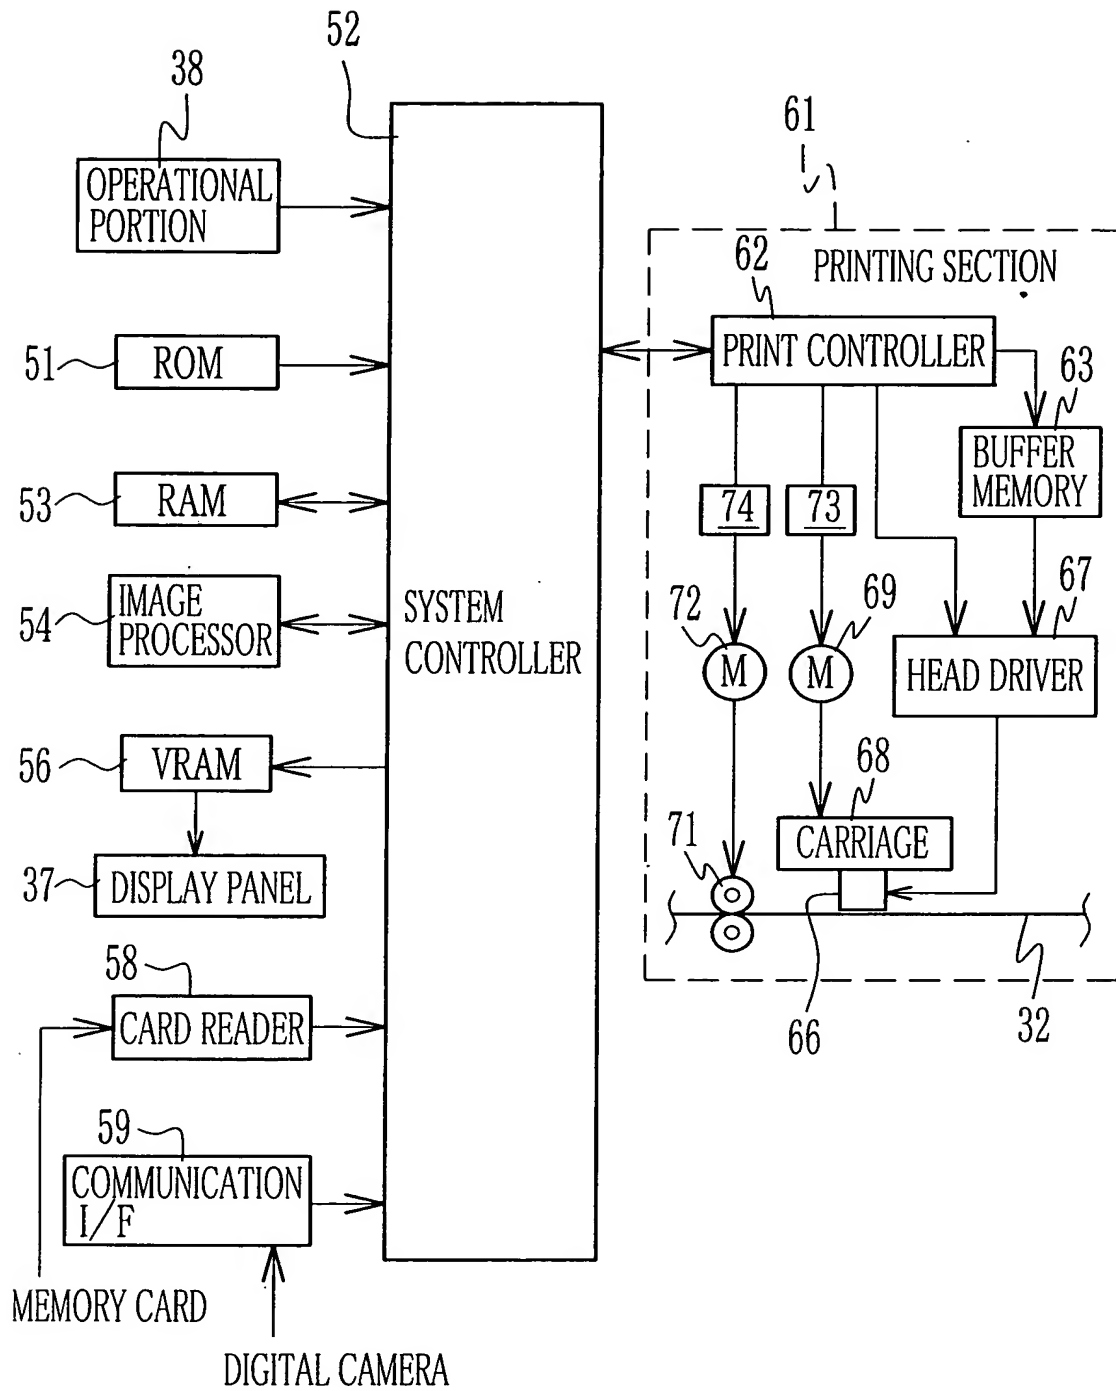 52
38
OPERATIONAL
PORTION
51
ROM
53
RAM
54
IMAGE
PROCESSOR
SYSTEM
CONTROLLER
56
VRAM
37
DISPLAY PANEL
58
CARD READER
59
COMMUNICATION
I/F
MEMORY CARD
DIGITAL CAMERA
61
PRINTING SECTION
62
PRINT CONTROLLER
63
BUFFER
MEMORY
74
73
72
M
69
M
67
HEAD DRIVER
68
CARRIAGE
71
66
32